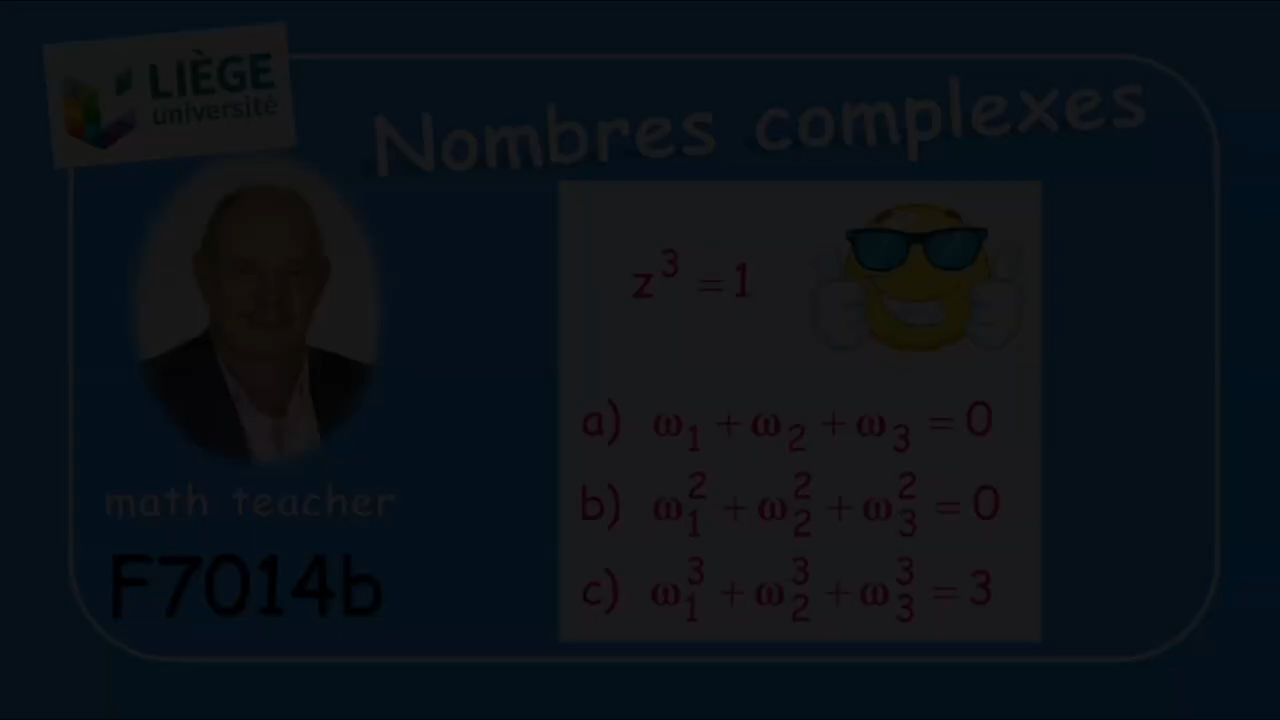 LIÈGE
université
Nombres complexes
z³ = 1
a) ω₁ + ω₂ + ω₃ = 0
b) ω₁² + ω₂² + ω₃² = 0
c) ω₁³ + ω₂³ + ω₃³ = 3
math teacher
F7014b